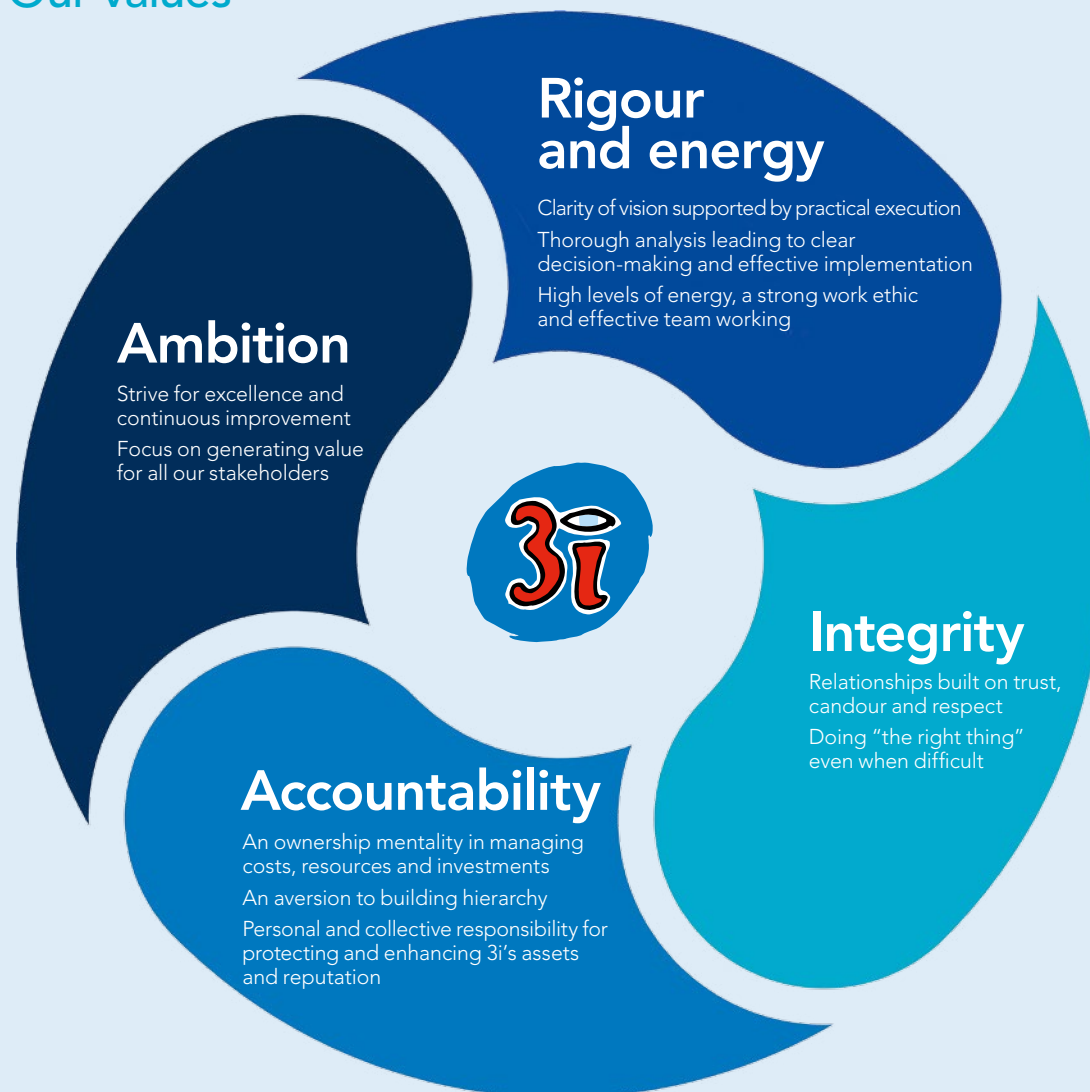 Our values
Rigour
and energy
Clarity of vision supported by practical execution
Thorough analysis leading to clear
decision-making and effective implementation
High levels of energy, a strong work ethic
and effective team working
Ambition
Strive for excellence and
continuous improvement
Focus on generating value
for all our stakeholders
3i
Integrity
Relationships built on trust,
candour and respect
Doing “the right thing”
even when difficult
Accountability
An ownership mentality in managing
costs, resources and investments
An aversion to building hierarchy
Personal and collective responsibility for
protecting and enhancing 3i’s assets
and reputation